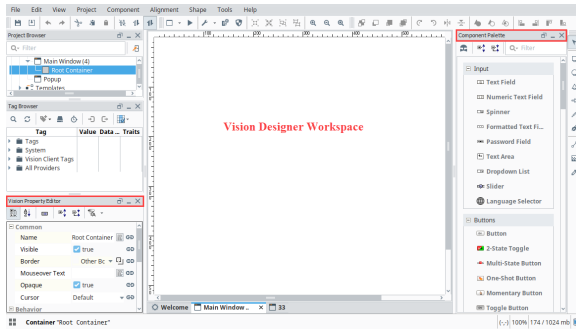 File Edit View Project Component Alignment Shape Tools Help
Project Browser
Filter
Main Window (4)
Root Container
Popup
Templates
Tag Browser
Tag Value Data ... Traits
Tags
System
Vision Client Tags
All Providers
Vision Property Editor
Common
Name Root Container
Visible true
Border Other Bc
Mouseover Text
Opaque true
Cursor Default
Behavior
Vision Designer Workspace
Welcome Main Window .. × 33
Component Palette
Filter
Input
Text Field
Numeric Text Field
Spinner
Formatted Text Fi...
Password Field
Text Area
Dropdown List
Slider
Language Selector
Buttons
Button
2-State Toggle
Multi-State Button
One-Shot Button
Momentary Button
Toggle Button
Container "Root Container" 100% 174 / 1024 mb